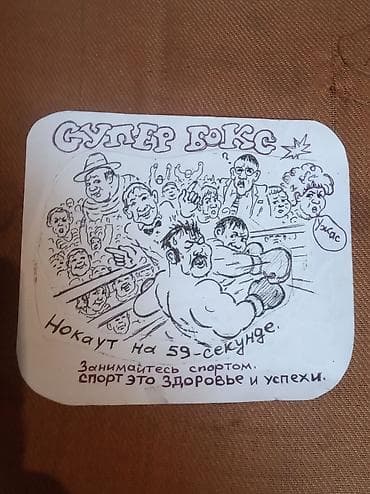 СУПЕР БОКС
?
УЖАС
Нокаут на 59-секунде.
Занимайтесь спортом.
СПОРТ ЭТО ЗДОРОВЬЕ И УСПЕХИ.